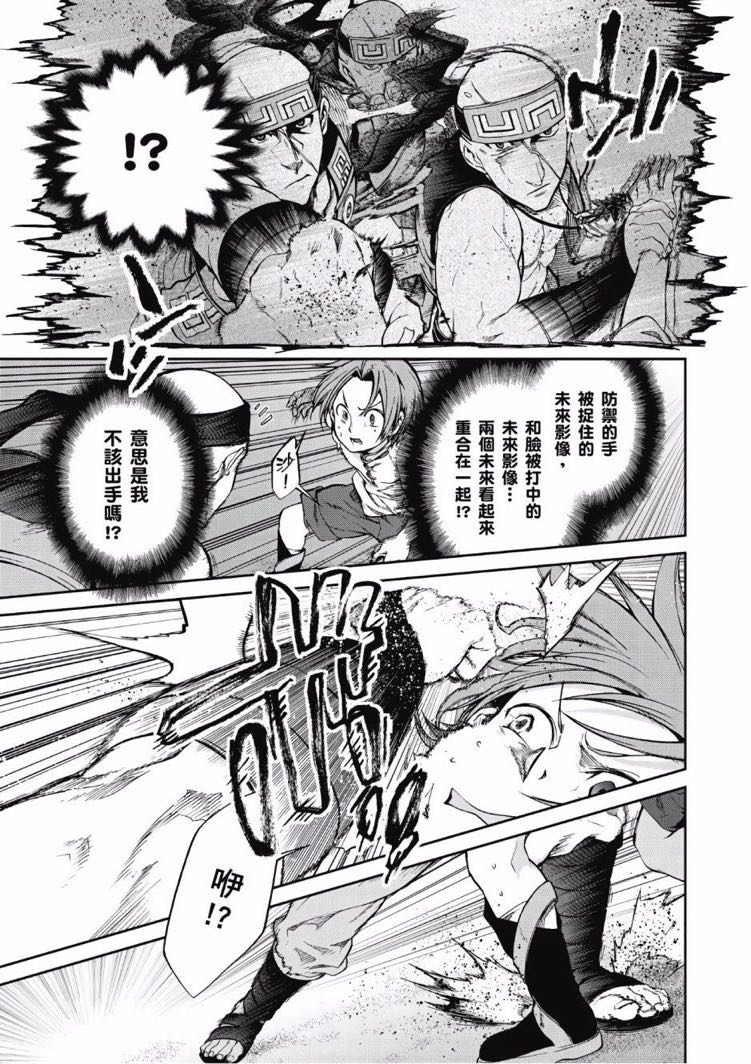 !?
防禦的手
被捉住的
未來影像，
和臉被打中的
未來影像…
兩個未來看起來
重合在一起!?
沙！
意思是我
不該出手嗎!?
咿!?